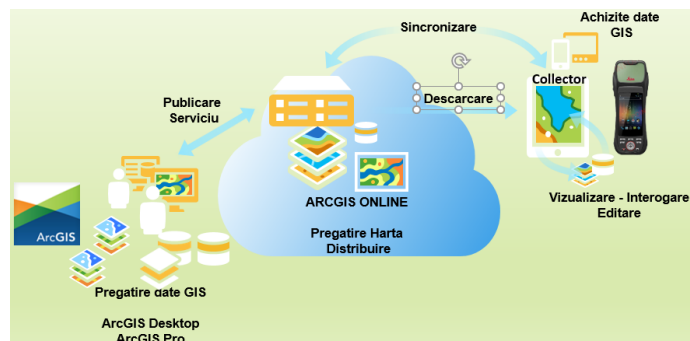 Sincronizare
Achizite date
GIS
Collector
Descarcare
Publicare
Serviciu
ARCGIS ONLINE
Vizualizare - Interogare
Editare
ArcGIS
Pregatire Harta
Distribuire
Pregatire date GIS
ArcGIS Desktop
ArcGIS Pro